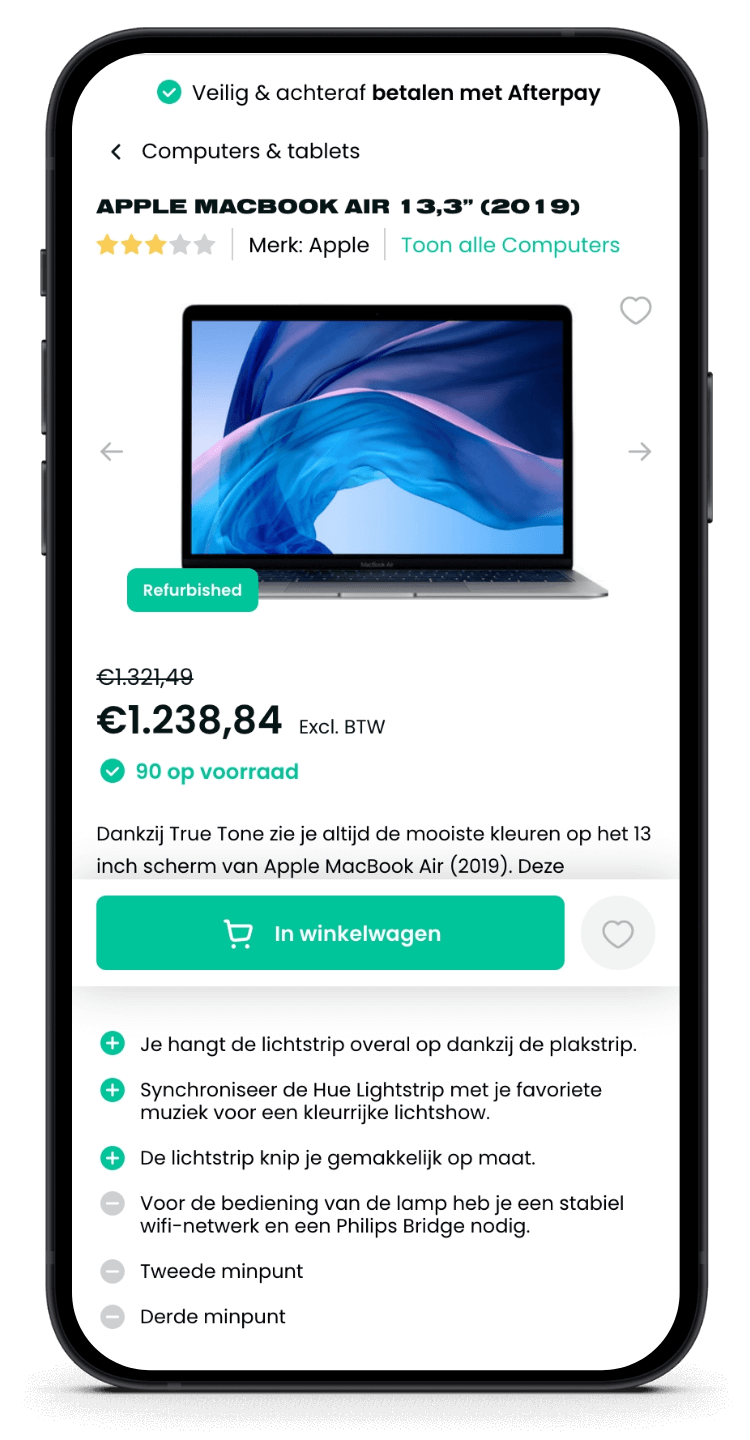 Veilig & achteraf betalen met Afterpay
Computers & tablets
APPLE MACBOOK AIR 13,3” (2019)
Merk: Apple
Toon alle Computers
MacBook Air
Refurbished
€1.321,49
€1.238,84 Excl. BTW
90 op voorraad
Dankzij True Tone zie je altijd de mooiste kleuren op het 13
inch scherm van Apple MacBook Air (2019). Deze
In winkelwagen
Je hangt de lichtstrip overal op dankzij de plakstrip.
Synchroniseer de Hue Lightstrip met je favoriete
muziek voor een kleurrijke lichtshow.
De lichtstrip knip je gemakkelijk op maat.
Voor de bediening van de lamp heb je een stabiel
wifi-netwerk en een Philips Bridge nodig.
Tweede minpunt
Derde minpunt